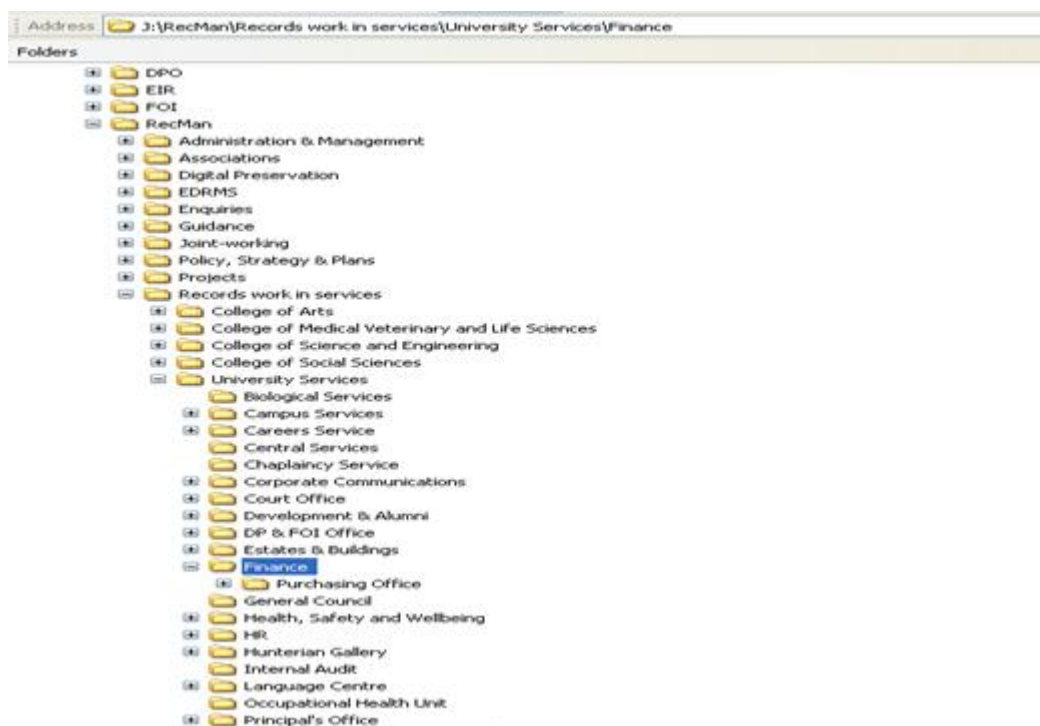 Address J:\RecMan\Records work in services\University Services\Finance
Folders
DPO
EIR
FOI
RecMan
Administration & Management
Associations
Digital Preservation
EDRMS
Enquiries
Guidance
Joint-working
Policy, Strategy & Plans
Projects
Records work in services
College of Arts
College of Medical Veterinary and Life Sciences
College of Science and Engineering
College of Social Sciences
University Services
Biological Services
Campus Services
Careers Service
Central Services
Chaplaincy Service
Corporate Communications
Court Office
Development & Alumni
DP & FOI Office
Estates & Buildings
Finance
Purchasing Office
General Council
Health, Safety and Wellbeing
HR
Hunterian Gallery
Internal Audit
Language Centre
Occupational Health Unit
Principal's Office